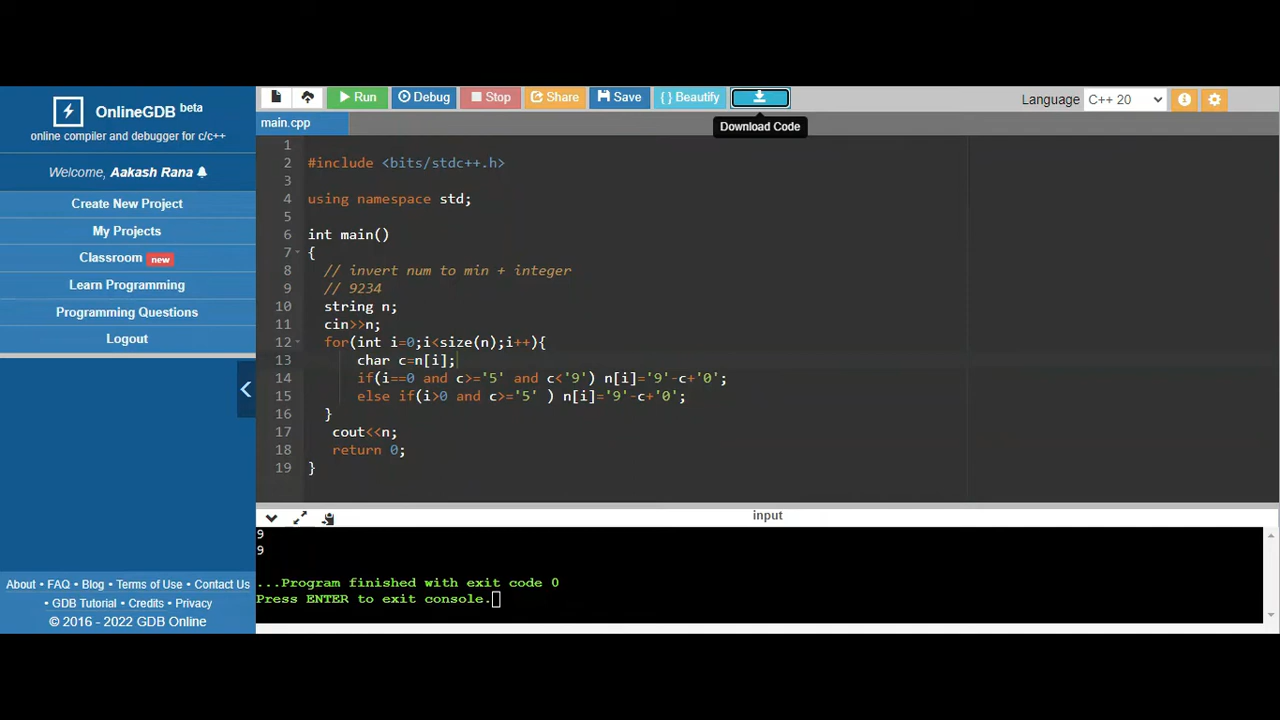 OnlineGDB beta
online compiler and debugger for c/c++
Welcome, Aakash Rana
Create New Project
My Projects
Classroom new
Learn Programming
Programming Questions
Logout
About • FAQ • Blog • Terms of Use • Contact Us
• GDB Tutorial • Credits • Privacy
© 2016 - 2022 GDB Online
Run Debug Stop Share Save { } Beautify
Language C++ 20
main.cpp
Download Code
1
2 #include <bits/stdc++.h>
3
4 using namespace std;
5
6 int main()
7 {
8 // invert num to min + integer
9 // 9234
10 string n;
11 cin>>n;
12 for(int i=0;i<size(n);i++){
13 char c=n[i];
14 if(i==0 and c>='5' and c<'9') n[i]='9'-c+'0';
15 else if(i>0 and c>='5' ) n[i]='9'-c+'0';
16 }
17 cout<<n;
18 return 0;
19 }
input
9
9
...Program finished with exit code 0
Press ENTER to exit console.